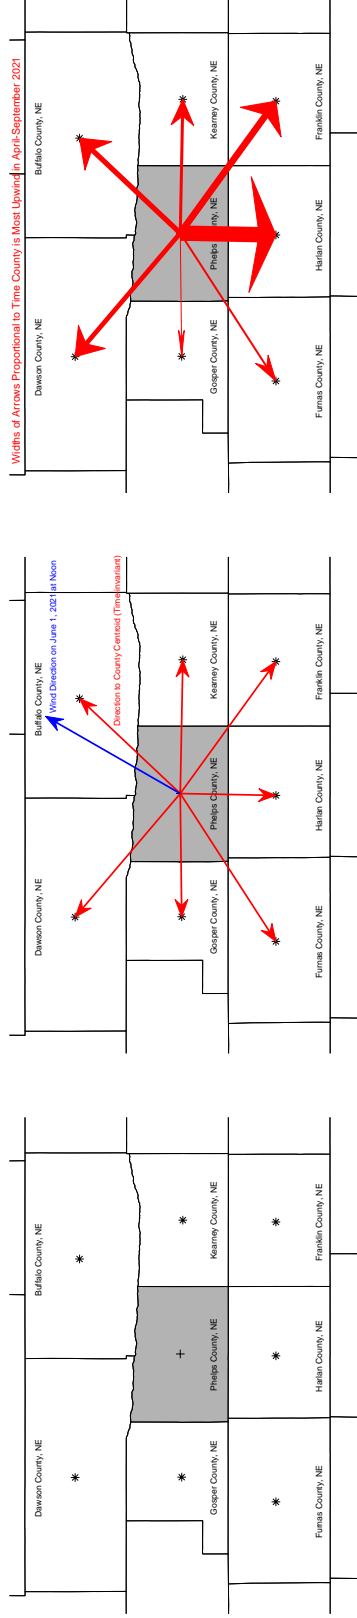 Dawson County, NE
Buffalo County, NE
Gosper County, NE
Phelps County, NE
Kearney County, NE
Furnas County, NE
Harlan County, NE
Franklin County, NE
Dawson County, NE
Buffalo County, NE
Wind Direction on June 1, 2021 at Noon
Direction to County Centroid (Time-invariant)
Gosper County, NE
Phelps County, NE
Kearney County, NE
Furnas County, NE
Harlan County, NE
Franklin County, NE
Widths of Arrows Proportional to Time County is Most Upwind in April-September 2021
Dawson County, NE
Buffalo County, NE
Gosper County, NE
Phelps County, NE
Kearney County, NE
Furnas County, NE
Harlan County, NE
Franklin County, NE